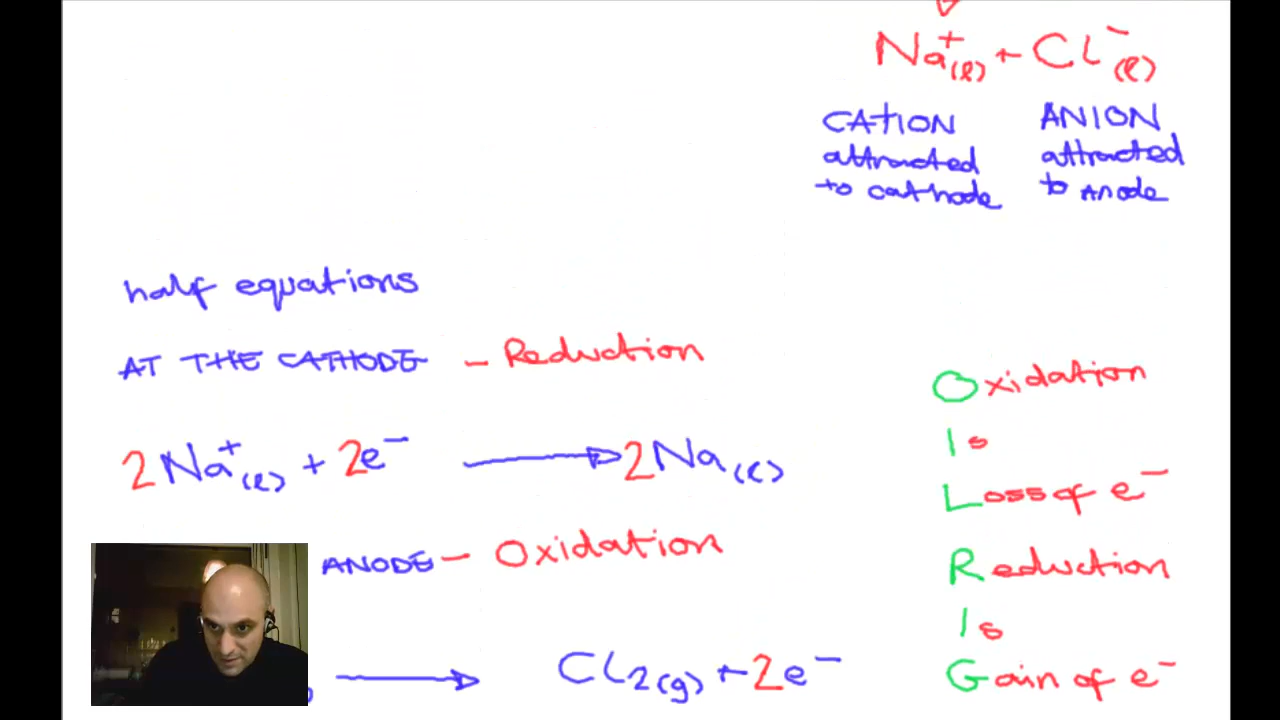 Na⁺(l) + Cl⁻(l)
CATION
attracted
to cathode
ANION
attracted
to Anode
half equations
AT THE CATHODE – Reduction
2Na⁺(l) + 2e⁻ → 2Na(l)
ANODE – Oxidation
→ Cl2(g) + 2e⁻
Oxidation
Is
Loss of e⁻
Reduction
Is
Gain of e⁻